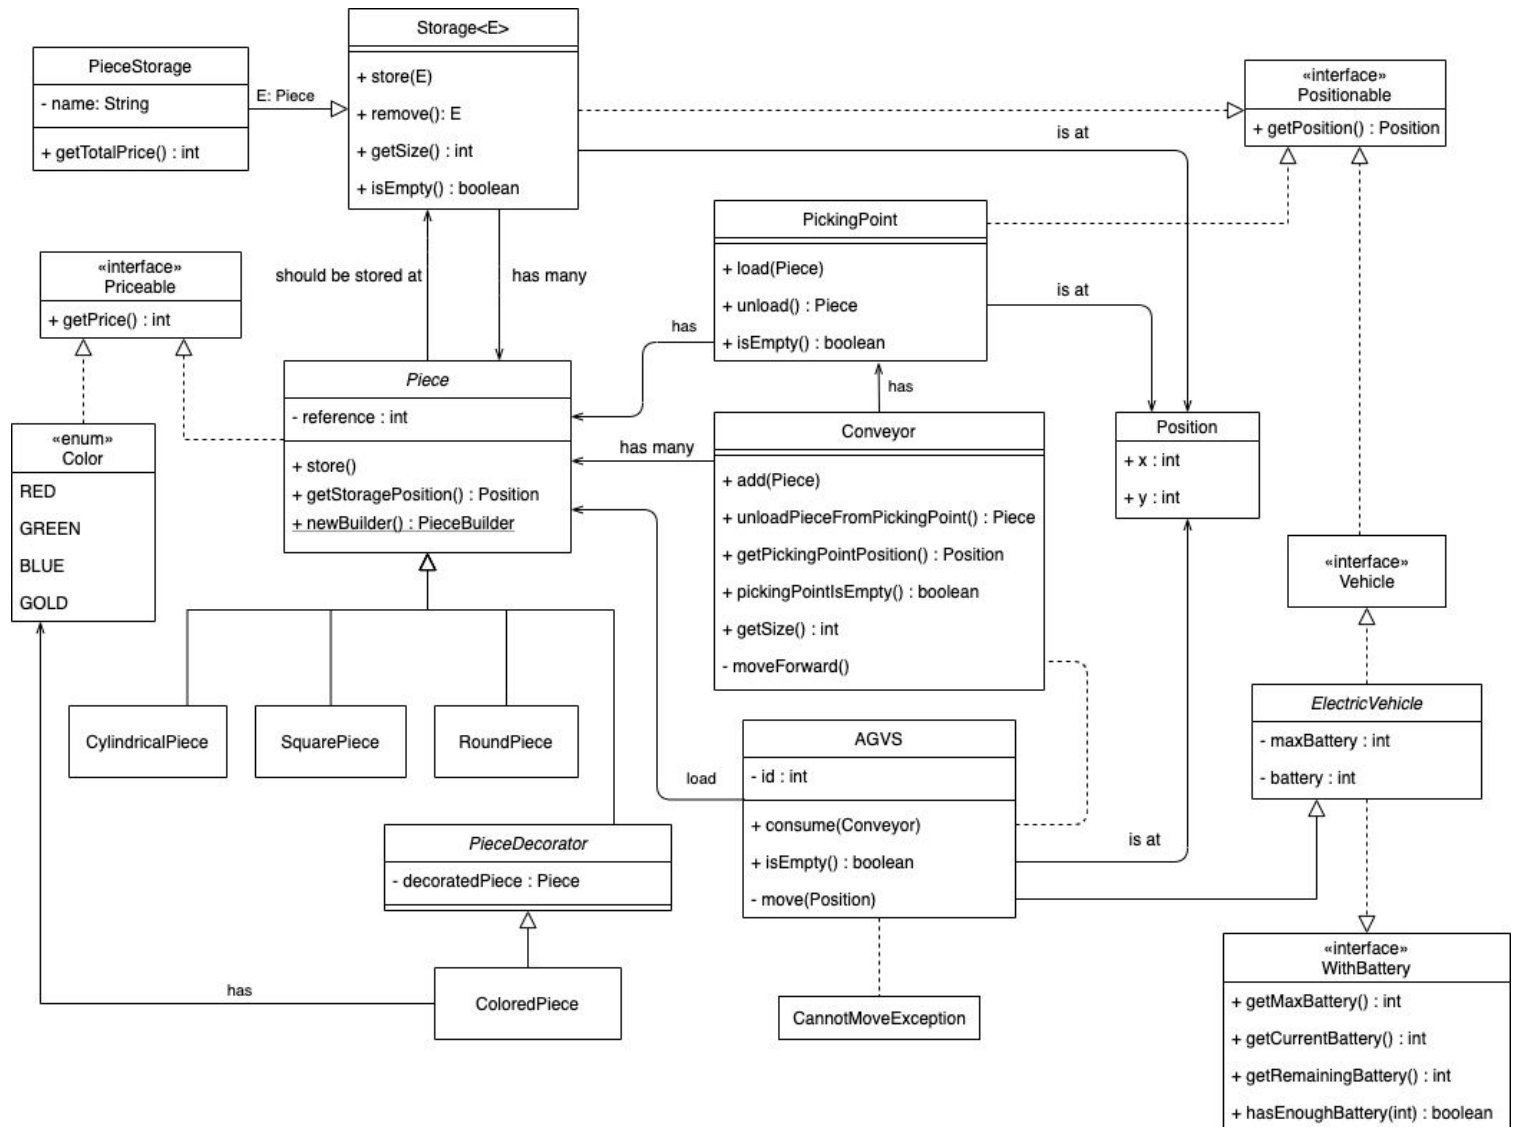 Storage<E>
+ store(E)
+ remove(): E
+ getSize() : int
+ isEmpty() : boolean
PieceStorage
- name: String
+ getTotalPrice() : int
E: Piece
«interface»
Positionable
+ getPosition() : Position
is at
should be stored at
has many
«interface»
Priceable
+ getPrice() : int
PickingPoint
+ load(Piece)
+ unload() : Piece
+ isEmpty() : boolean
is at
has
has
Piece
- reference : int
+ store()
+ getStoragePosition() : Position
+ newBuilder() : PieceBuilder
«enum»
Color
RED
GREEN
BLUE
GOLD
has many
Conveyor
+ add(Piece)
+ unloadPieceFromPickingPoint() : Piece
+ getPickingPointPosition() : Position
+ pickingPointIsEmpty() : boolean
+ getSize() : int
- moveForward()
Position
+ x : int
+ y : int
«interface»
Vehicle
CylindricalPiece
SquarePiece
RoundPiece
load
AGVS
- id : int
+ consume(Conveyor)
+ isEmpty() : boolean
- move(Position)
is at
ElectricVehicle
- maxBattery : int
- battery : int
PieceDecorator
- decoratedPiece : Piece
has
ColoredPiece
CannotMoveException
«interface»
WithBattery
+ getMaxBattery() : int
+ getCurrentBattery() : int
+ getRemainingBattery() : int
+ hasEnoughBattery(int) : boolean